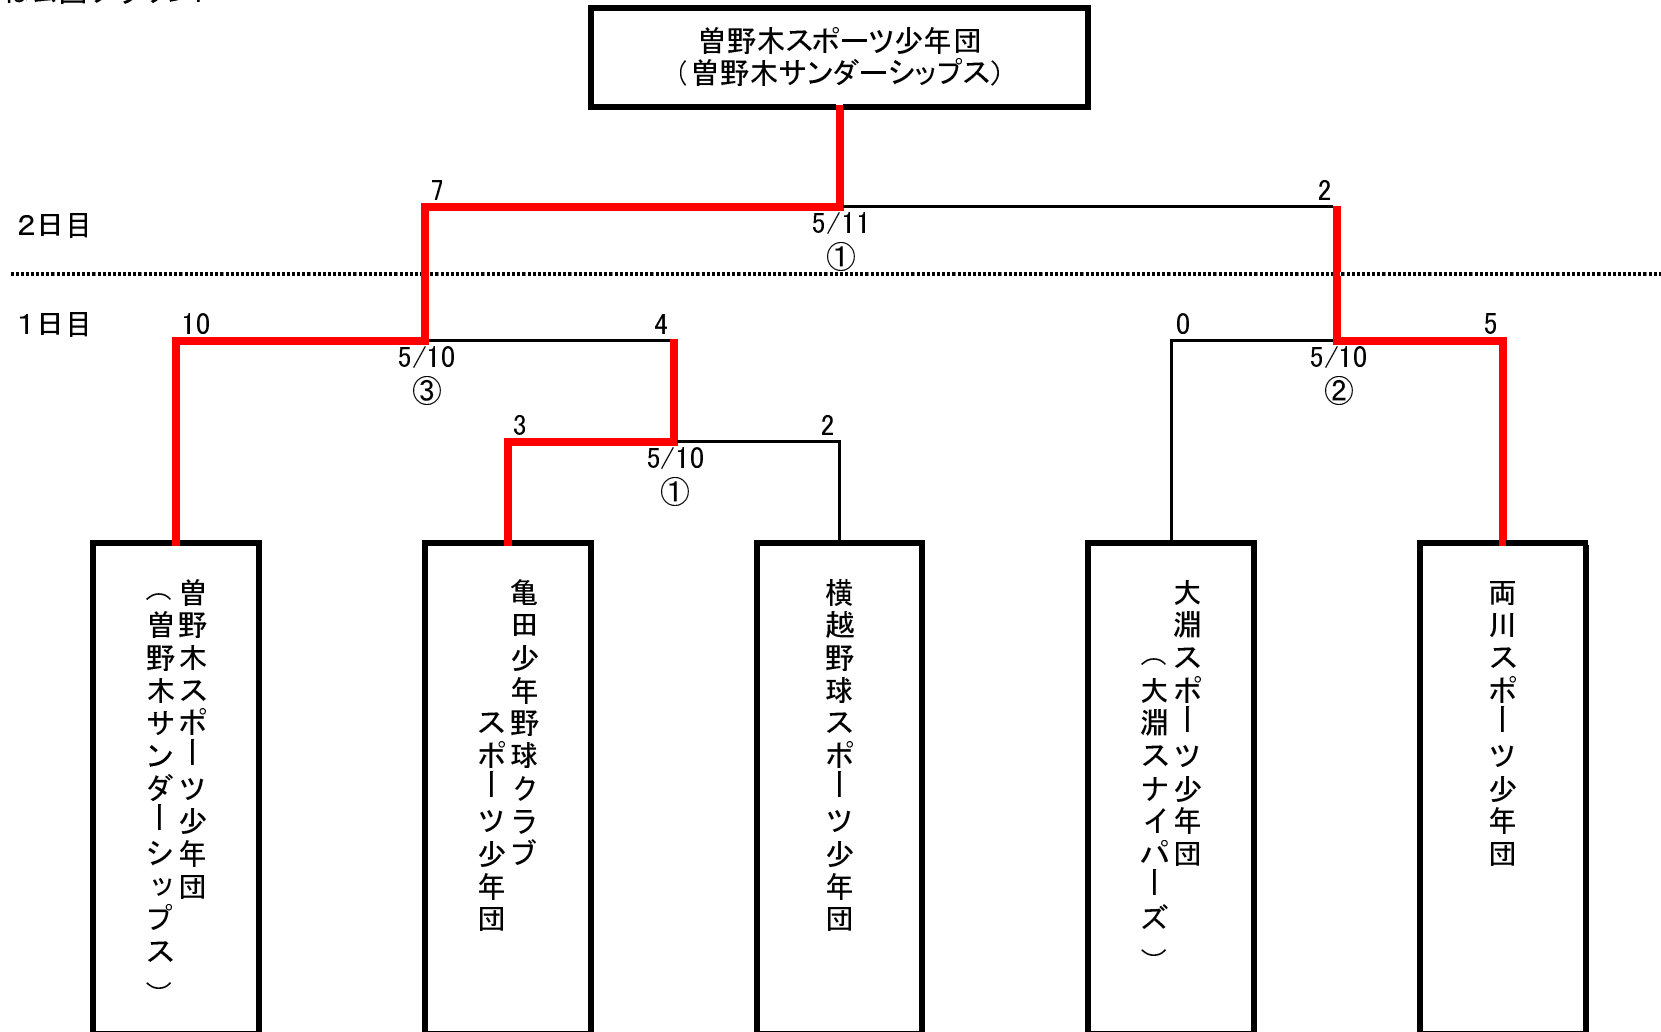 曽野木スポーツ少年団
（曽野木サンダーシップス）
7
2
2日目
5/11
①
1日目
10
4
0
5
5/10
③
5/10
②
3
2
5/10
①
曽野木スポーツ少年団
（曽野木サンダーシップス）
亀田少年野球クラブ
スポーツ少年団
横越野球スポーツ少年団
大淵スポーツ少年団
（大淵スナイパーズ）
両川スポーツ少年団